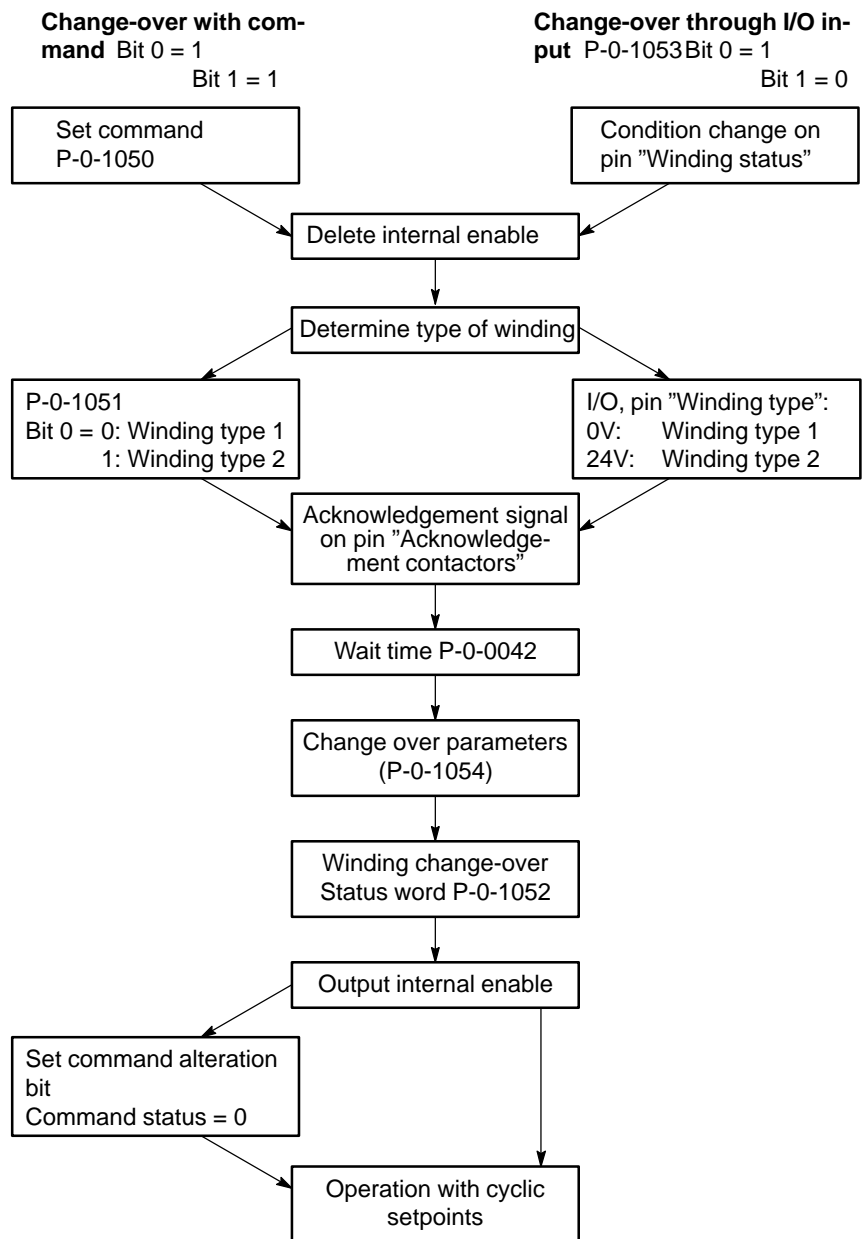 Change-over with com-
mand Bit 0 = 1
Bit 1 = 1
Change-over through I/O in-
put P-0-1053Bit 0 = 1
Bit 1 = 0
Set command
P-0-1050
Condition change on
pin ”Winding status”
Delete internal enable
Determine type of winding
P-0-1051
Bit 0 = 0: Winding type 1
1: Winding type 2
I/O, pin ”Winding type”:
0V: Winding type 1
24V: Winding type 2
Acknowledgement signal
on pin ”Acknowledge-
ment contactors”
Wait time P-0-0042
Change over parameters
(P-0-1054)
Winding change-over
Status word P-0-1052
Output internal enable
Set command alteration
bit
Command status = 0
Operation with cyclic
setpoints